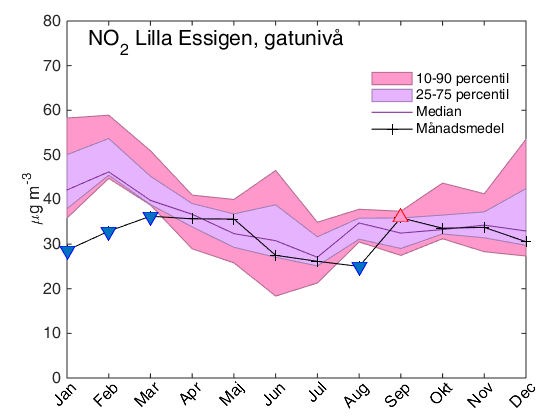 NO2 Lilla Essigen, gatunivå
10-90 percentil
25-75 percentil
Median
Månadsmedel
µg m-3
80
70
60
50
40
30
20
10
0
Jan Feb Mar Apr Maj Jun Jul Aug Sep Okt Nov Dec